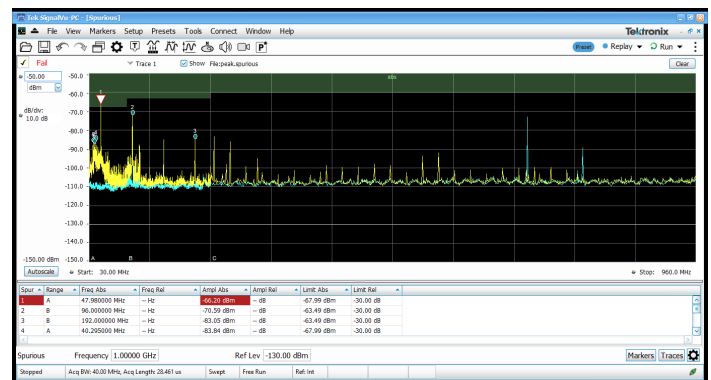 Tek SignalVu-PC - [Spurious]
File View Markers Setup Presets Tools Connect Window Help
Tektronix
Preset Replay Run
Fail Trace 1 Show File:peak.spurious Clear
-50.00
dBm
dB/div:
10.0 dB
-50.0
-60.0
-70.0
-80.0
-90.0
-100.0
-110.0
-120.0
-130.0
-140.0
-150.00 dBm -150.0
abs
1
2
3
A B C
Autoscale Start: 30.00 MHz Stop: 960.0 MHz
Spur Range Freq Abs Freq Rel Ampl Abs Ampl Rel Limit Abs Limit Rel
1 A 47.980000 MHz -- Hz -66.20 dBm -- dB -67.99 dBm -30.00 dB
2 B 96.000000 MHz -- Hz -70.59 dBm -- dB -63.49 dBm -30.00 dB
3 B 192.000000 MHz -- Hz -83.05 dBm -- dB -63.49 dBm -30.00 dB
4 A 40.295000 MHz -- Hz -83.84 dBm -- dB -67.99 dBm -30.00 dB
Spurious Frequency 1.00000 GHz Ref Lev -130.00 dBm Markers Traces
Stopped Acq BW: 40.00 MHz, Acq Length: 28.461 us Swept Free Run Ref: Int